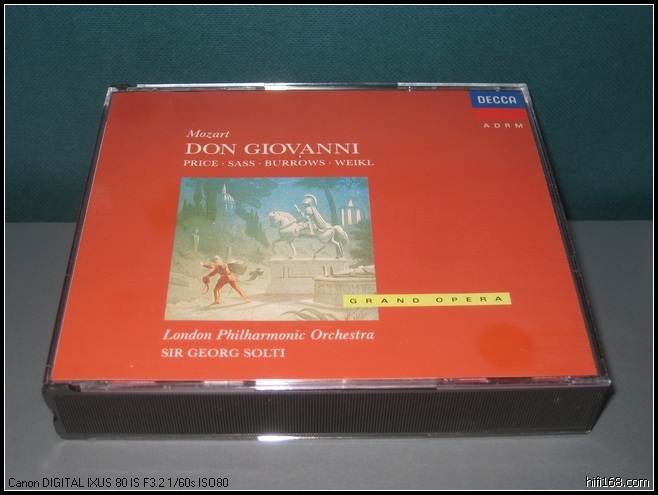 DECCA
ADRM
Mozart
DON GIOVANNI
PRICE · SASS · BURROWS · WEIKL
GRAND OPERA
London Philharmonic Orchestra
SIR GEORG SOLTI
Canon DIGITAL IXUS 80 IS F3.2 1/60s ISO80
hifi168.com